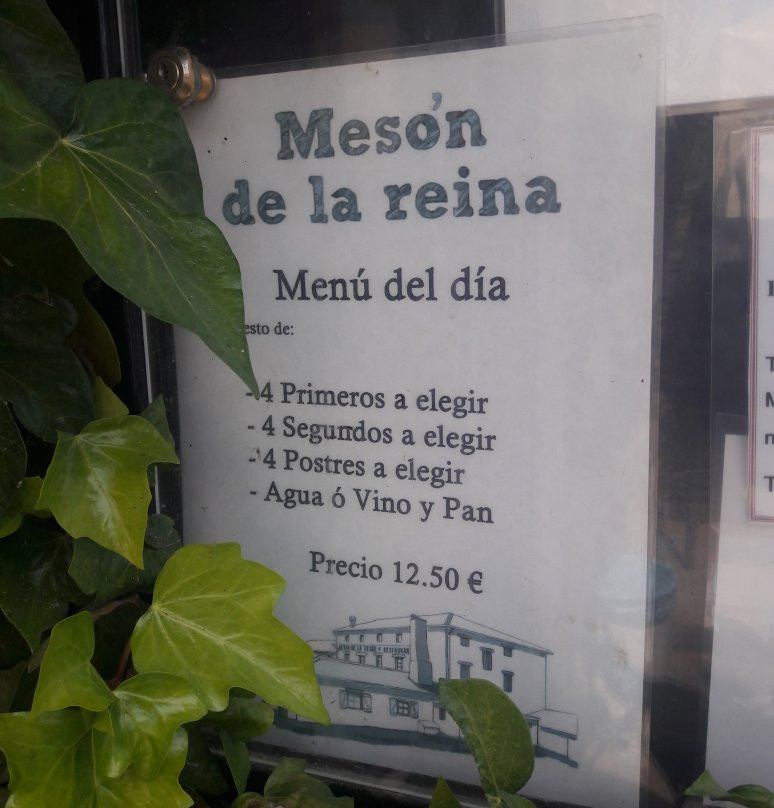 Mesón
de la reina
Menú del día
esto de:
- 4 Primeros a elegir
- 4 Segundos a elegir
- 4 Postres a elegir
- Agua ó Vino y Pan
Precio 12.50 €